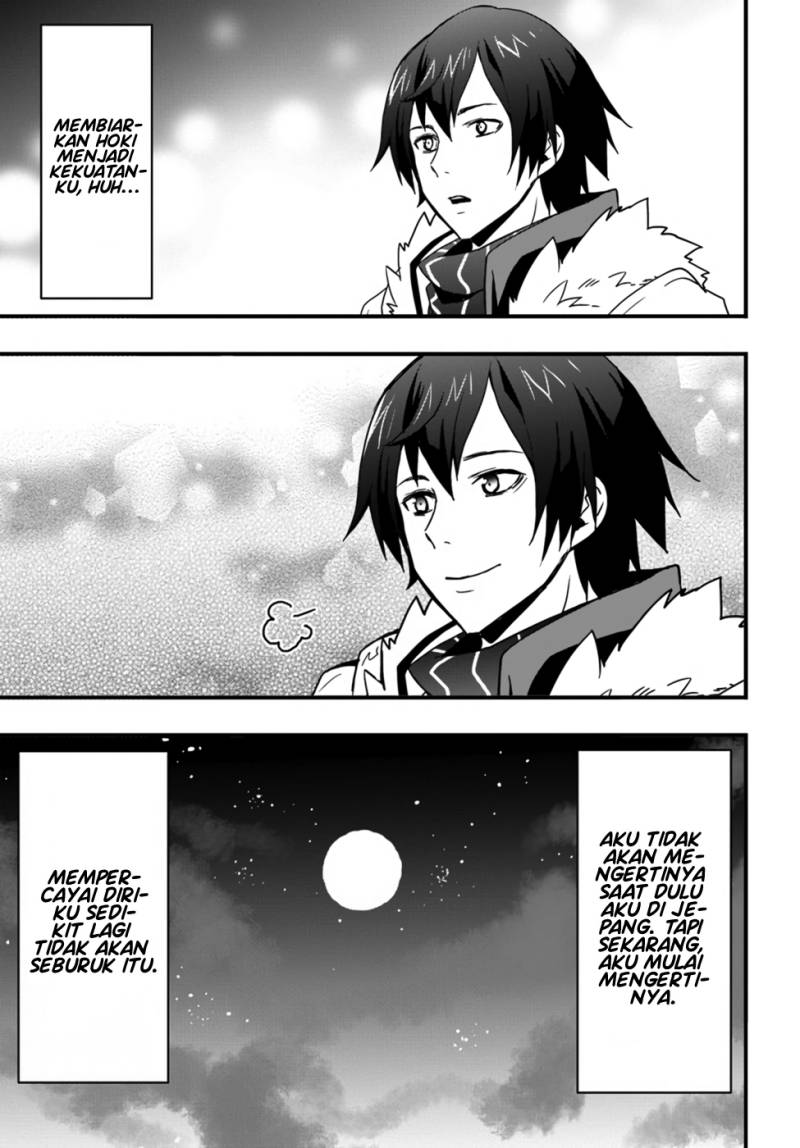 MEMBIAR-
KAN HOKI
MENJADI
KEKUATAN-
KU, HUH...
AKU TIDAK
AKAN ME-
NGERTINYA
SAAT DULU
AKU DI JE-
PANG. TAPI
SEKARANG,
AKU MULAI
MENGERTI-
NYA.
MEMPER-
CAYAI DIRI-
KU SEDI-
KIT LAGI
TIDAK AKAN
SEBURUK ITU.